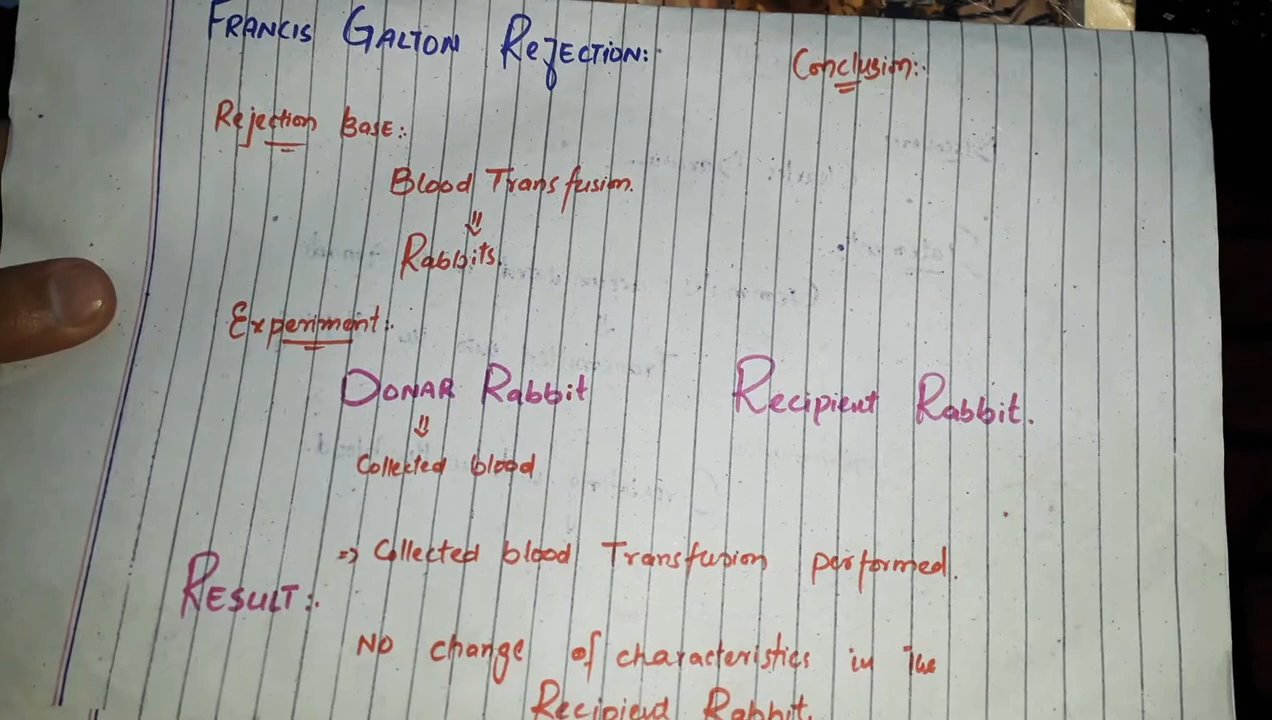 FRANCIS GALTON REJECTION:
Conclusion:
Rejection Base:
Blood Transfusion.
⇓
Rabbits.
Experiment:
DONAR Rabbit Recipient Rabbit.
⇓
Collected blood
=> Collected blood Transfusion performed.
RESULT:
NO change of characteristics in the
Recipient Rabbit.